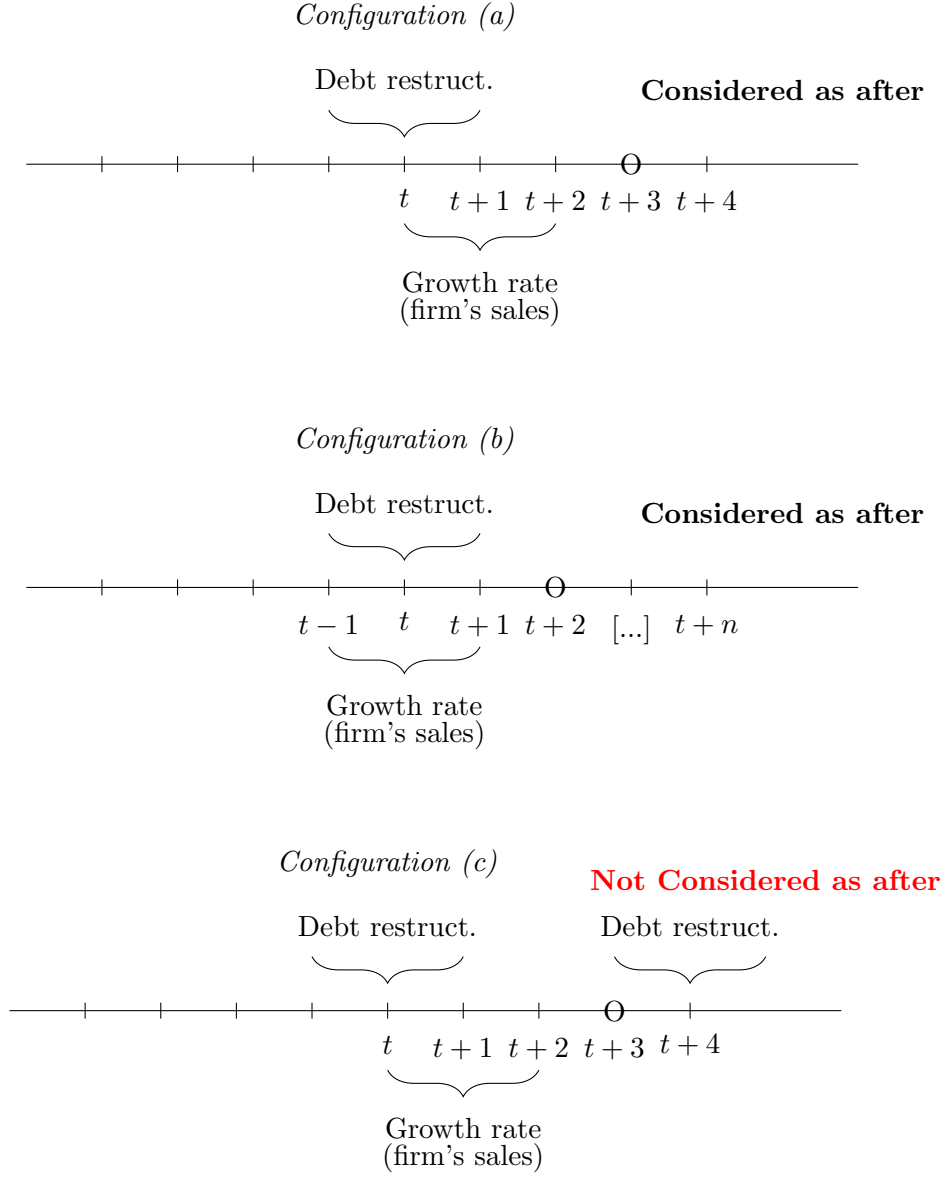 Configuration (a)
Debt restruct.
Considered as after
O
t t + 1 t + 2 t + 3 t + 4
Growth rate
(firm's sales)
Configuration (b)
Debt restruct.
Considered as after
O
t − 1 t t + 1 t + 2 [...] t + n
Growth rate
(firm's sales)
Configuration (c)
Not Considered as after
Debt restruct. Debt restruct.
O
t t + 1 t + 2 t + 3 t + 4
Growth rate
(firm's sales)